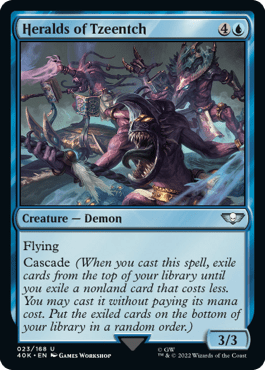 Heralds of Tzeentch 4
Creature — Demon
Flying
Cascade (When you cast this spell, exile
cards from the top of your library until
you exile a nonland card that costs less.
You may cast it without paying its mana
cost. Put the exiled cards on the bottom of
your library in a random order.)
3/3
023/168 U
40K • EN Games Workshop
© GW
™ & © 2022 Wizards of the Coast